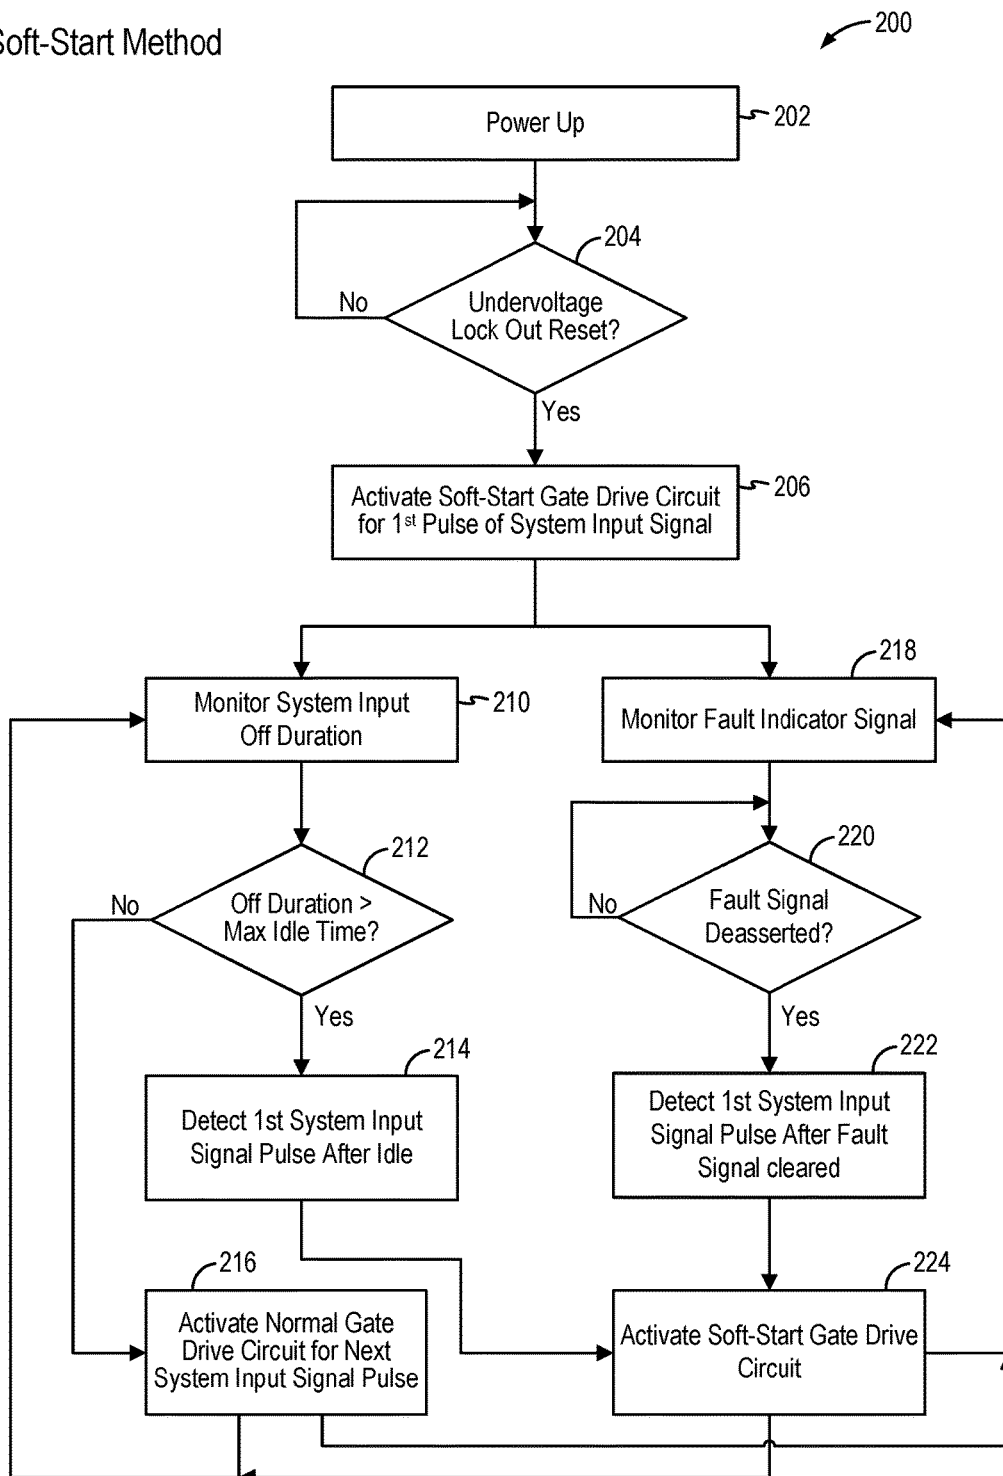 Soft-Start Method
200
Power Up
202
204
Undervoltage
Lock Out Reset?
No
Yes
Activate Soft-Start Gate Drive Circuit
for 1st Pulse of System Input Signal
206
Monitor System Input
Off Duration
210
218
Monitor Fault Indicator Signal
212
Off Duration >
Max Idle Time?
No
Yes
220
Fault Signal
Deasserted?
No
Yes
214
Detect 1st System Input
Signal Pulse After Idle
222
Detect 1st System Input
Signal Pulse After Fault
Signal cleared
216
Activate Normal Gate
Drive Circuit for Next
System Input Signal Pulse
224
Activate Soft-Start Gate Drive
Circuit